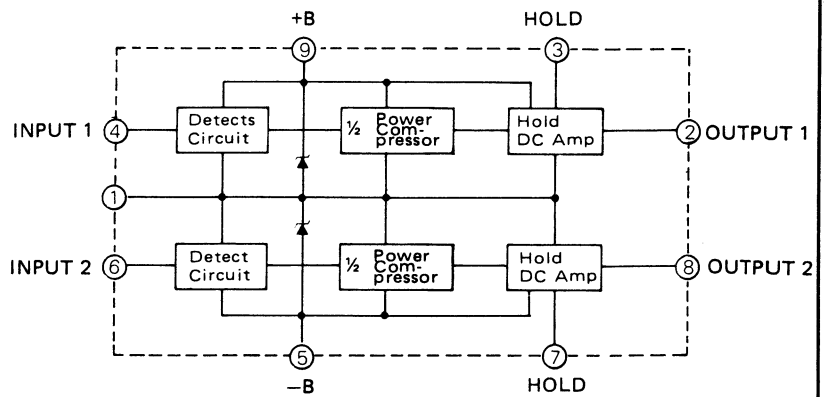 +B
HOLD
9
3
INPUT 1
4
Detects
Circuit
½
Power
Com-
pressor
Hold
DC Amp
2
OUTPUT 1
1
INPUT 2
6
Detect
Circuit
½
Power
Com-
pressor
Hold
DC Amp
8
OUTPUT 2
5
7
−B
HOLD